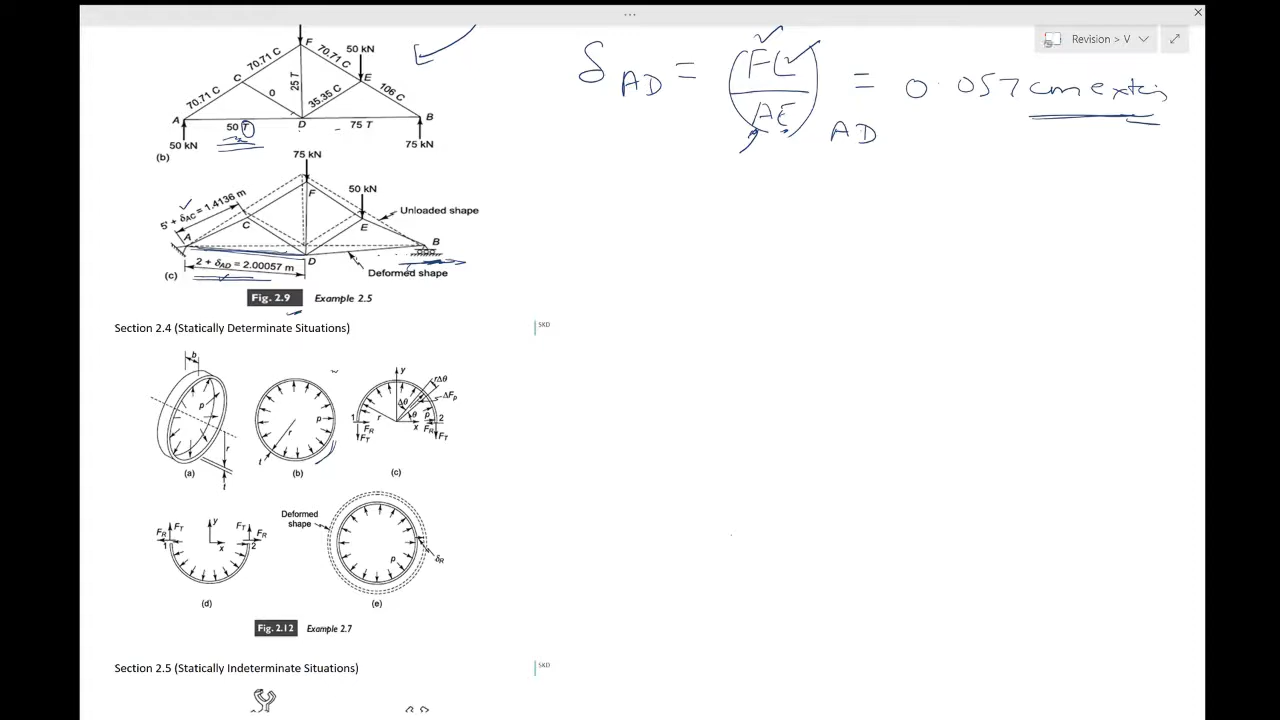 Revision > V
F
70.71 C
70.71 C
50 kN
C
E
70.71 C
0
25 T
35.35 C
106 C
A
D
B
50 T
75 T
50 kN
75 kN
(b)
75 kN
5' + δAC = 1.4136 m
F
50 kN
C
E
Unloaded shape
A
B
2 + δAD = 2.00057 m
D
Deformed shape
(c)
Fig. 2.9 Example 2.5
δ AD = FL / AE AD = 0.057 cm
Section 2.4 (Statically Determinate Situations)
SKD
b
p
r
t
(a)
p
r
t
(b)
y
rΔθ
ΔFp
Δθ
θ
p
1
r
2
FR
x
FR
FT
FT
(c)
FR
FT
y
FT
FR
1
x
2
(d)
Deformed
shape
p
δR
(e)
Fig. 2.12 Example 2.7
Section 2.5 (Statically Indeterminate Situations)
SKD